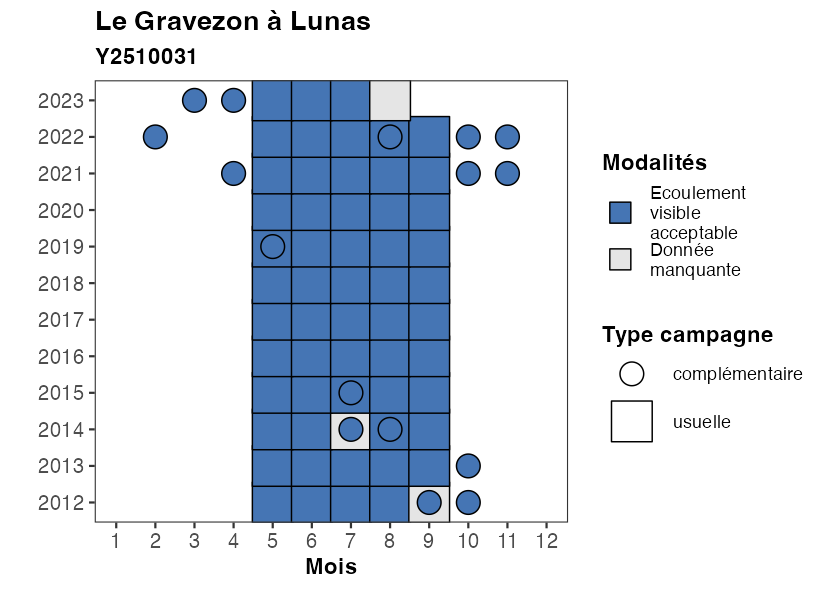 Le Gravezon à Lunas
Y2510031
2023
2022
2021
2020
2019
2018
2017
2016
2015
2014
2013
2012
1 2 3 4 5 6 7 8 9 10 11 12
Mois
Modalités
Ecoulement
visible
acceptable
Donnée
manquante
Type campagne
complémentaire
usuelle